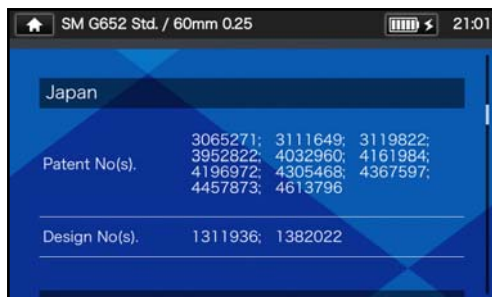 SM G652 Std. / 60mm 0.25
21:01
Japan
Patent No(s).
3065271; 3111649; 3119822;
3952822; 4032960; 4161984;
4196972; 4305468; 4367597;
4457873; 4613796
Design No(s). 1311936; 1382022